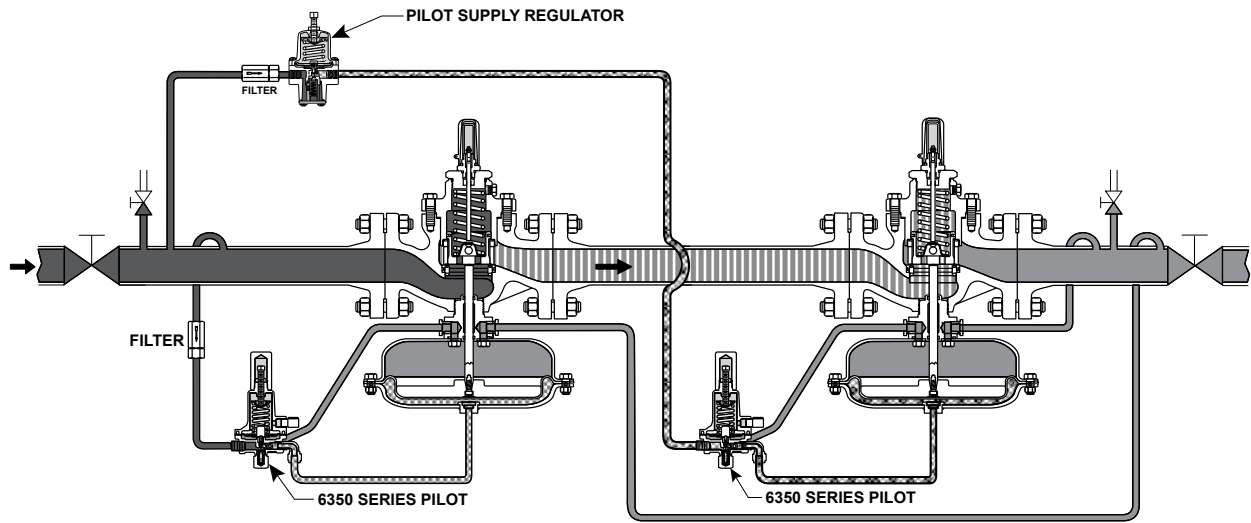 PILOT SUPPLY REGULATOR
FILTER
FILTER
6350 SERIES PILOT
6350 SERIES PILOT